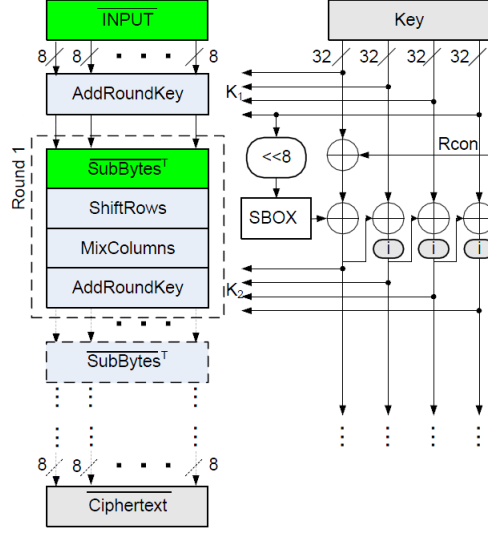 INPUT
Key
8 8 8
32 32 32 32
AddRoundKey
K1
Round 1
<<8
Rcon
SubBytesT
ShiftRows
SBOX
MixColumns
i i i
AddRoundKey
K2
SubBytesT
8 8 8
Ciphertext